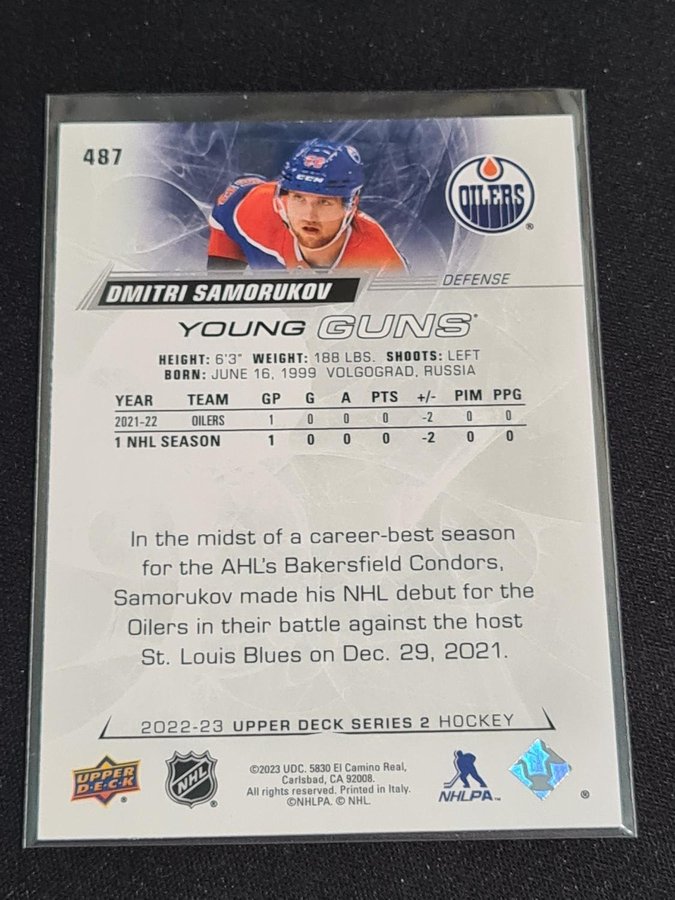 487
CCM
OILERS
®
DMITRI SAMORUKOV
DEFENSE
YOUNG GUNS®
HEIGHT: 6'3" WEIGHT: 188 LBS. SHOOTS: LEFT
BORN: JUNE 16, 1999 VOLGOGRAD, RUSSIA
YEAR TEAM GP G A PTS +/- PIM PPG
2021-22 OILERS 1 0 0 0 -2 0 0
1 NHL SEASON 1 0 0 0 -2 0 0
In the midst of a career-best season
for the AHL's Bakersfield Condors,
Samorukov made his NHL debut for the
Oilers in their battle against the host
St. Louis Blues on Dec. 29, 2021.
2022-23 UPPER DECK SERIES 2 HOCKEY
UPPER DECK ®
NHL ®
©2023 UDC. 5830 El Camino Real,
Carlsbad, CA 92008.
All rights reserved. Printed in Italy.
©NHLPA. © NHL.
NHLPA™
®